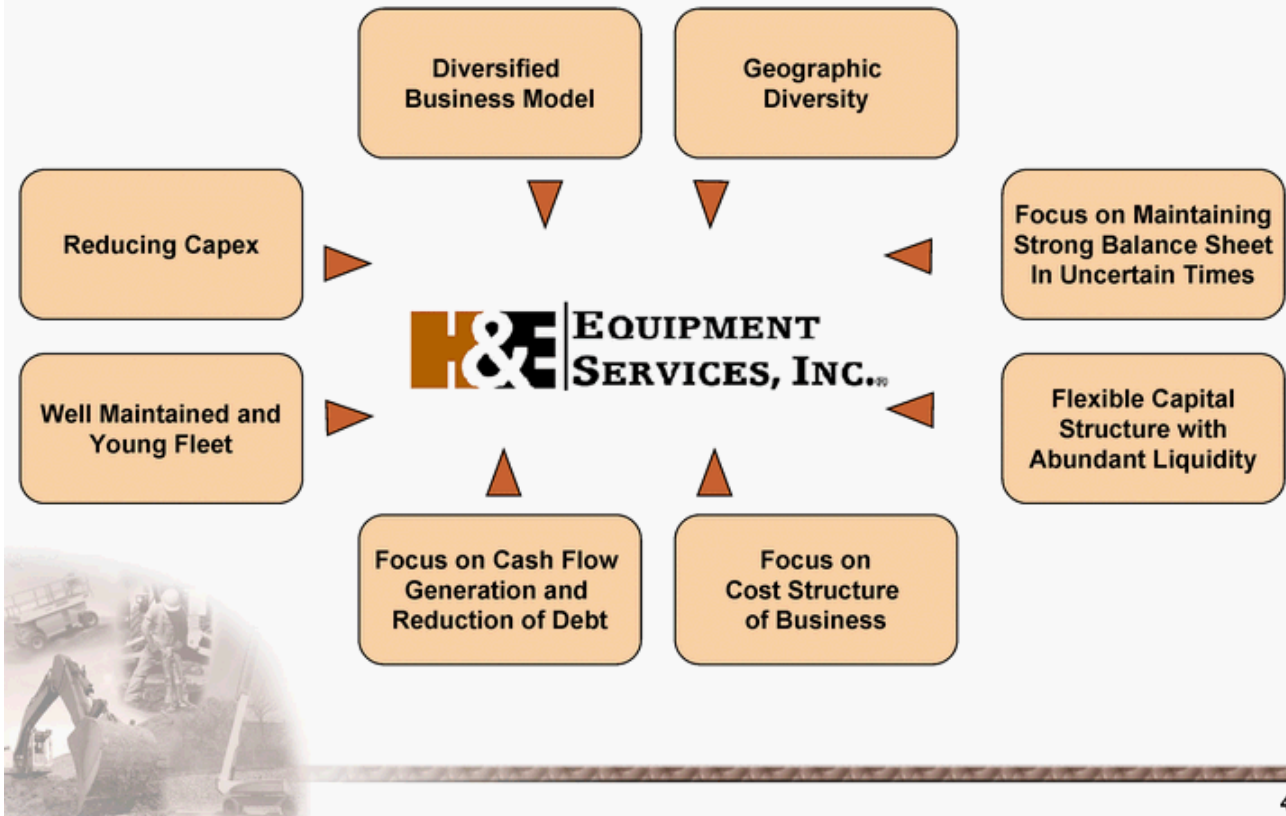 Diversified
Business Model
Geographic
Diversity
Reducing Capex
Focus on Maintaining
Strong Balance Sheet
In Uncertain Times
H&E
EQUIPMENT
SERVICES, INC.®
Well Maintained and
Young Fleet
Flexible Capital
Structure with
Abundant Liquidity
Focus on Cash Flow
Generation and
Reduction of Debt
Focus on
Cost Structure
of Business
4